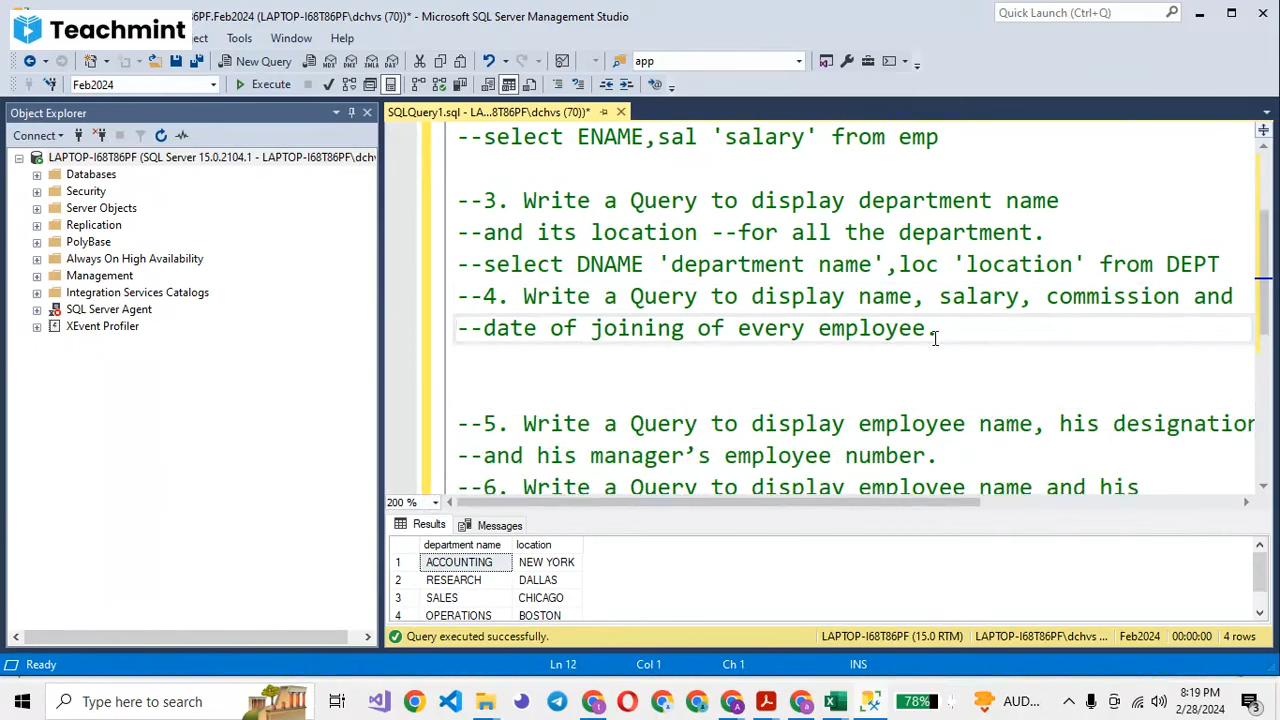 PF.Feb2024 (LAPTOP-I68T86PF\dchvs (70))* - Microsoft SQL Server Management Studio
Quick Launch (Ctrl+Q)
Teachmint
Tools Window Help
New Query
app
Feb2024
Execute
Object Explorer
SQLQuery1.sql - LA...8T86PF\dchvs (70))*
Connect
LAPTOP-I68T86PF (SQL Server 15.0.2104.1 - LAPTOP-I68T86PF\dchv
Databases
Security
Server Objects
Replication
PolyBase
Always On High Availability
Management
Integration Services Catalogs
SQL Server Agent
XEvent Profiler
--select ENAME,sal 'salary' from emp
--3. Write a Query to display department name
--and its location --for all the department.
--select DNAME 'department name',loc 'location' from DEPT
--4. Write a Query to display name, salary, commission and
--date of joining of every employee.
--5. Write a Query to display employee name, his designation
--and his manager’s employee number.
--6. Write a Query to display employee name and his
200 %
Results Messages
department name location
1 ACCOUNTING NEW YORK
2 RESEARCH DALLAS
3 SALES CHICAGO
4 OPERATIONS BOSTON
Query executed successfully. LAPTOP-I68T86PF (15.0 RTM) LAPTOP-I68T86PF\dchvs ... Feb2024 00:00:00 4 rows
Ready Ln 12 Col 1 Ch 1 INS
Type here to search
78%
AUD...
8:19 PM
2/28/2024
3